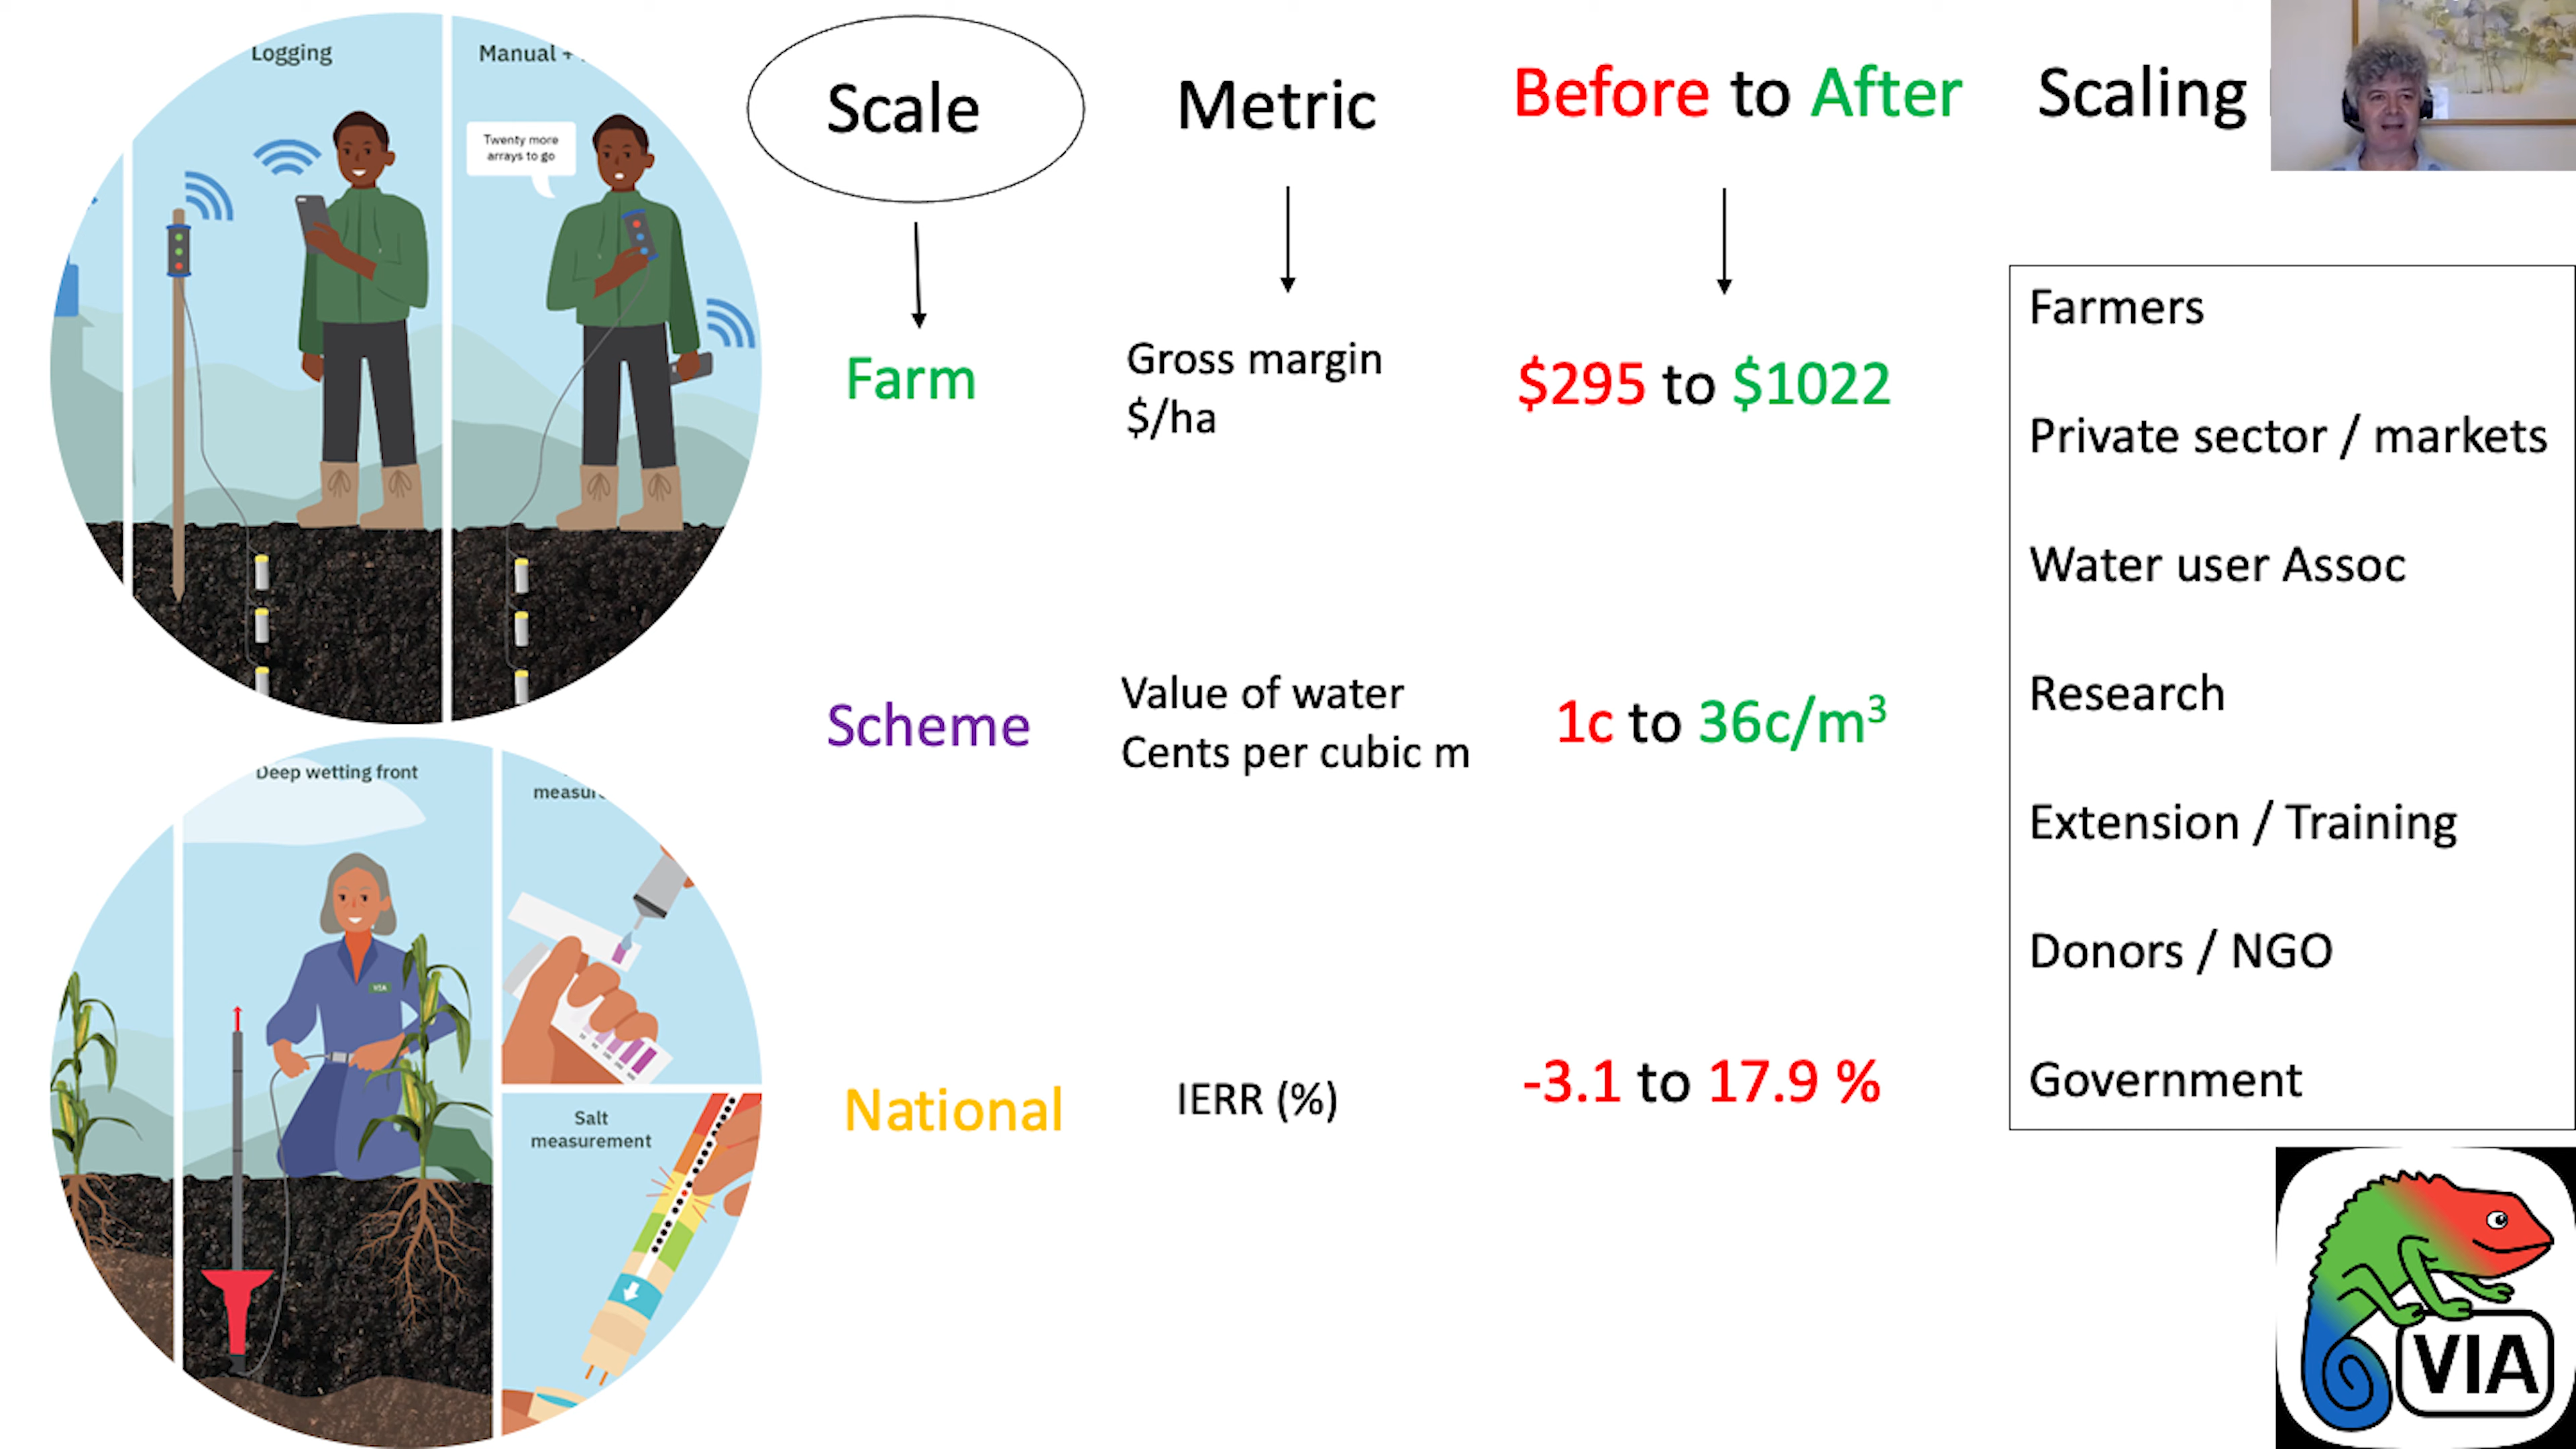 Logging
Manual +
Twenty more
arrays to go
Scale
Metric
Before to After
Scaling
Farm
Gross margin
$/ha
$295 to $1022
Scheme
Value of water
Cents per cubic m
1c to 36c/m³
National
IERR (%)
-3.1 to 17.9 %
Farmers
Private sector / markets
Water user Assoc
Research
Extension / Training
Donors / NGO
Government
Deep wetting front
VIA
Salt
measurement
VIA